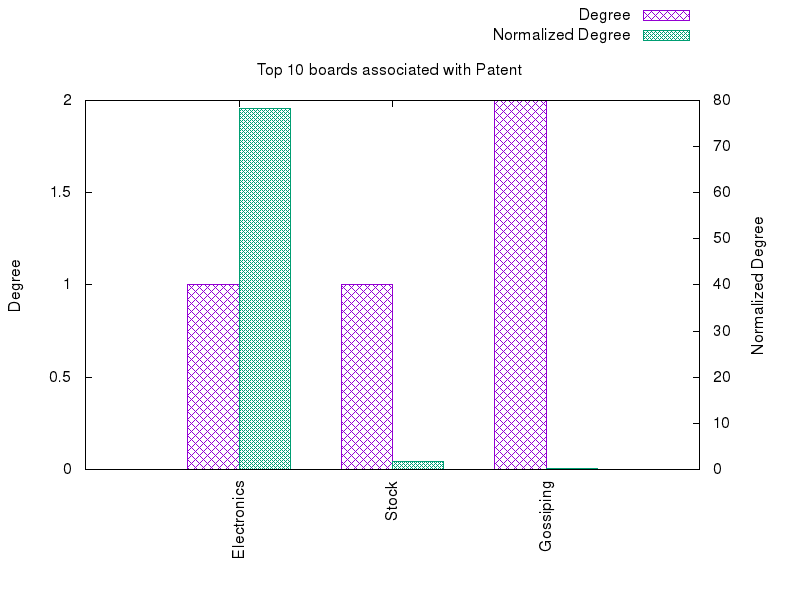 Degree
Normalized Degree
Top 10 boards associated with Patent
2
1.5
1
0.5
0
80
70
60
50
40
30
20
10
0
Degree
Normalized Degree
Electronics
Stock
Gossiping